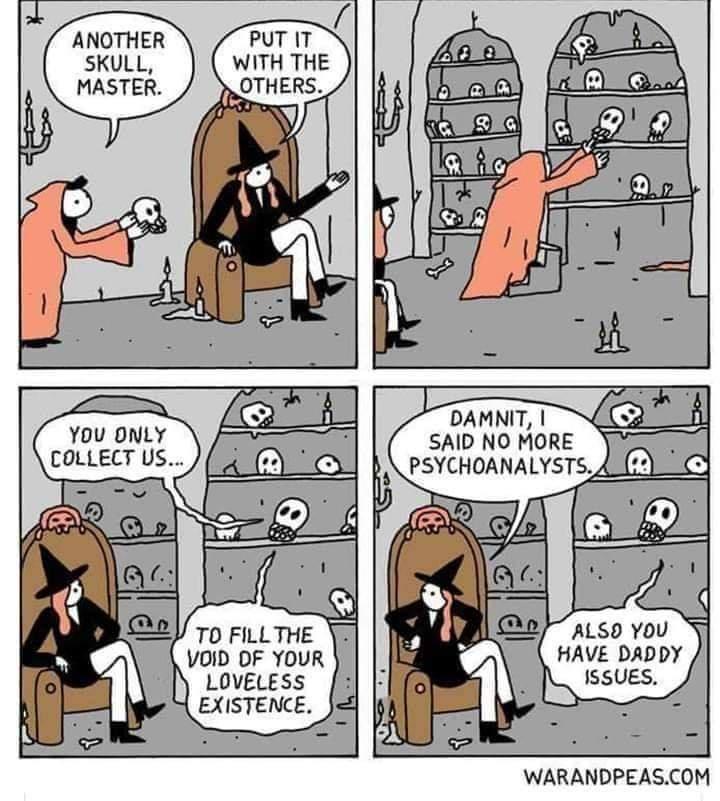 ANOTHER
SKULL,
MASTER.
PUT IT
WITH THE
OTHERS.
YOU ONLY
COLLECT US...
TO FILL THE
VOID OF YOUR
LOVELESS
EXISTENCE.
DAMNIT, I
SAID NO MORE
PSYCHOANALYSTS.
ALSO YOU
HAVE DADDY
ISSUES.
WARANDPEAS.COM